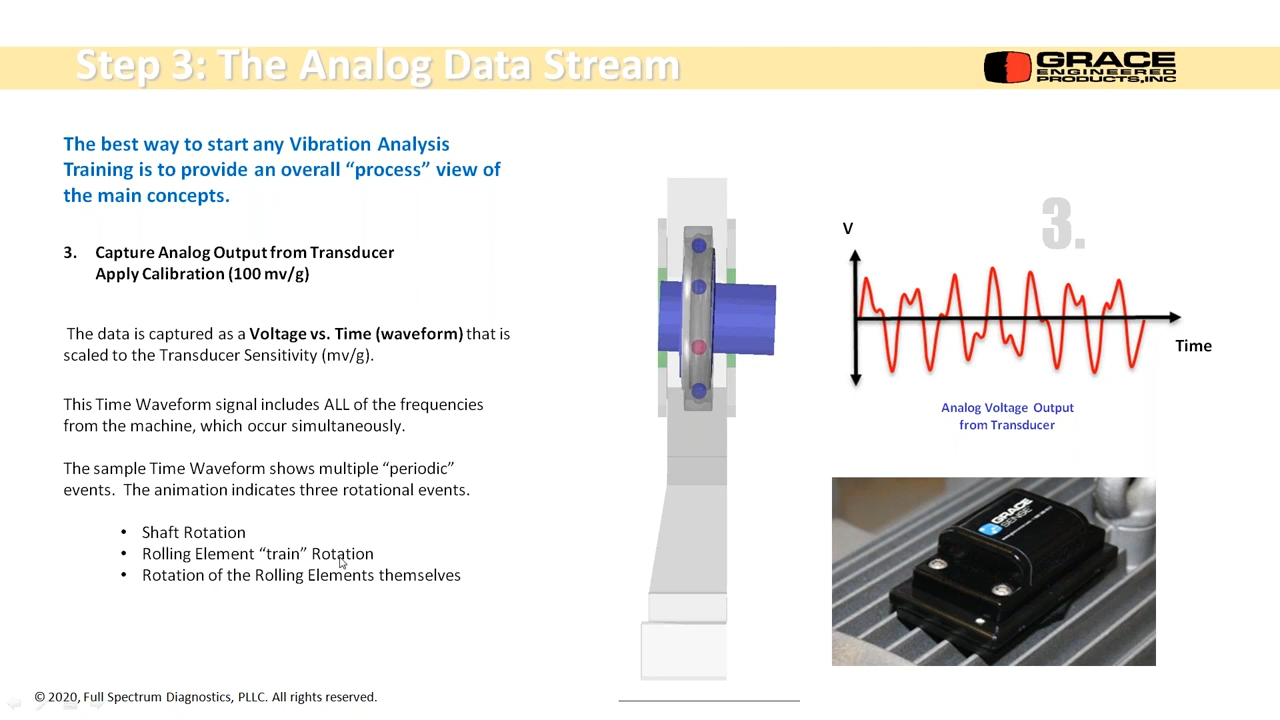 Step 3: The Analog Data Stream
GRACE
ENGINEERED
PRODUCTS, INC
The best way to start any Vibration Analysis
Training is to provide an overall “process” view of
the main concepts.
3. Capture Analog Output from Transducer
Apply Calibration (100 mv/g)
The data is captured as a Voltage vs. Time (waveform) that is
scaled to the Transducer Sensitivity (mv/g).
This Time Waveform signal includes ALL of the frequencies
from the machine, which occur simultaneously.
The sample Time Waveform shows multiple “periodic”
events. The animation indicates three rotational events.
• Shaft Rotation
• Rolling Element “train” Rotation
• Rotation of the Rolling Elements themselves
3.
V
Time
Analog Voltage Output
from Transducer
GRACE
SENSE
© 2020, Full Spectrum Diagnostics, PLLC. All rights reserved.